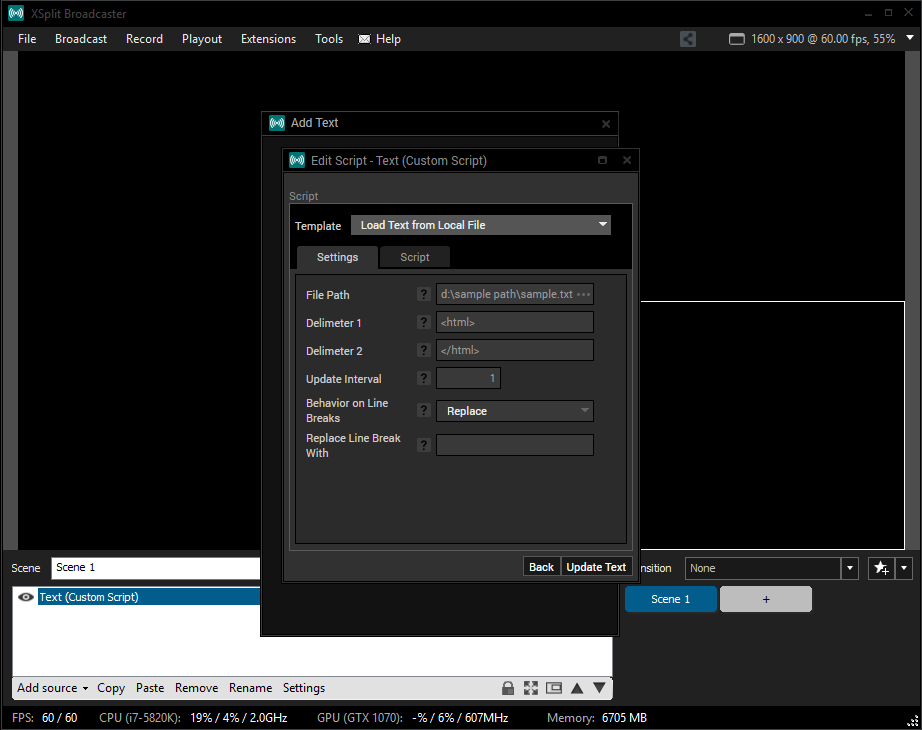 XSplit Broadcaster
File Broadcast Record Playout Extensions Tools Help 1600 x 900 @ 60.00 fps, 55%
Add Text
Edit Script - Text (Custom Script)
Script
Template Load Text from Local File
Settings Script
File Path ? d:\sample path\sample.txt ...
Delimeter 1 ? <html>
Delimeter 2 ? </html>
Update Interval ? 1
Behavior on Line
Breaks ? Replace
Replace Line Break
With ?
Back Update Text
Scene Scene 1 nsition None
Text (Custom Script)
Scene 1 +
Add source Copy Paste Remove Rename Settings
FPS: 60 / 60 CPU (i7-5820K): 19% / 4% / 2.0GHz GPU (GTX 1070): -% / 6% / 607MHz Memory: 6705 MB